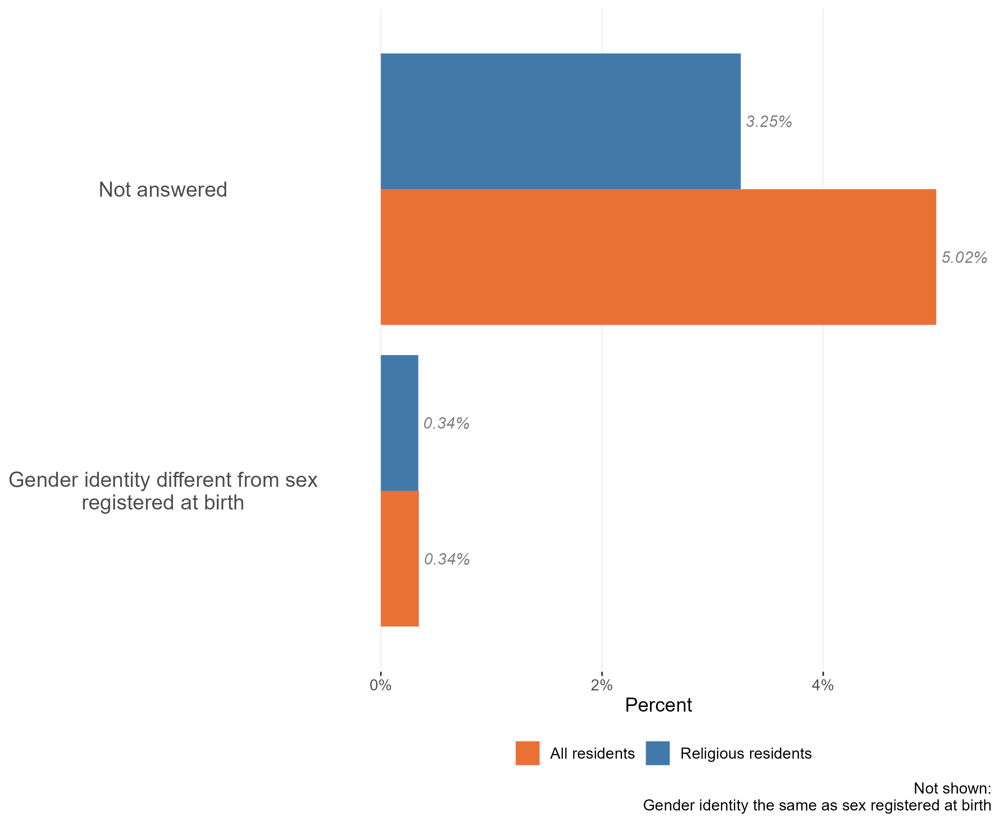 Not answered
3.25%
5.02%
Gender identity different from sex
registered at birth
0.34%
0.34%
0%
2%
4%
Percent
All residents
Religious residents
Not shown:
Gender identity the same as sex registered at birth